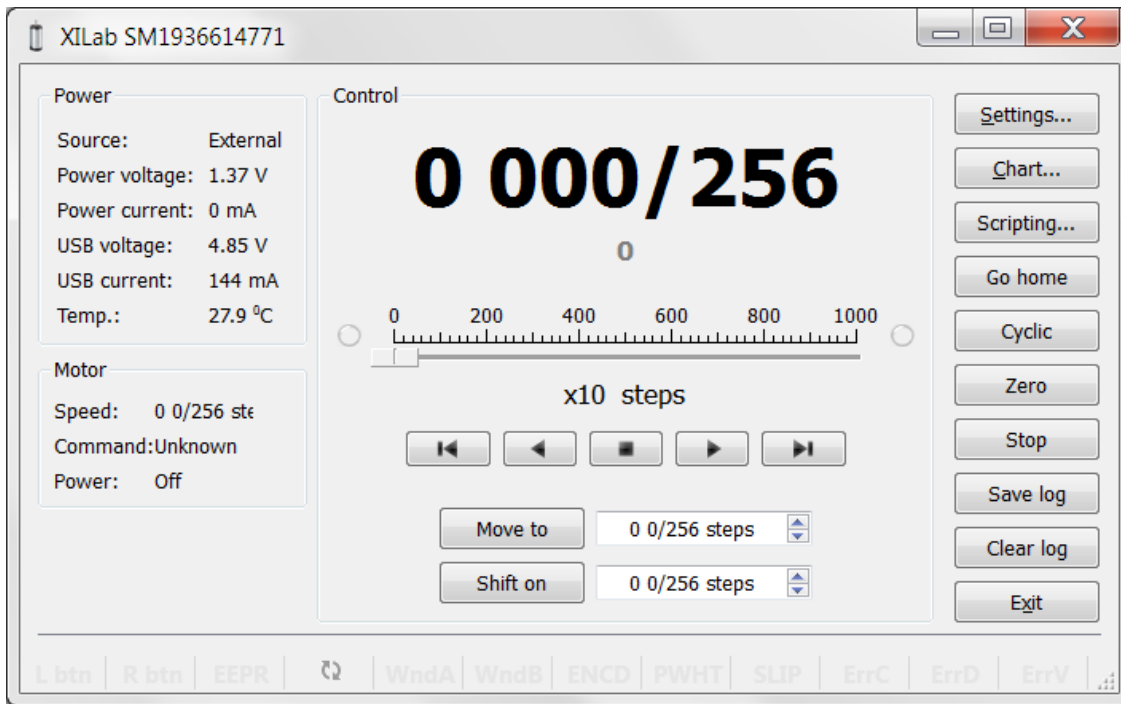 XILab SM1936614771
Power
Source: External
Power voltage: 1.37 V
Power current: 0 mA
USB voltage: 4.85 V
USB current: 144 mA
Temp.: 27.9 ⁰C
Motor
Speed: 0 0/256 ste
Command:Unknown
Power: Off
Control
0 000/256
0
0 200 400 600 800 1000
x10 steps
Move to 0 0/256 steps
Shift on 0 0/256 steps
Settings...
Chart...
Scripting...
Go home
Cyclic
Zero
Stop
Save log
Clear log
Exit
L btn R btn EEPR WndA WndB ENCD PWHT SLIP ErrC ErrD ErrV